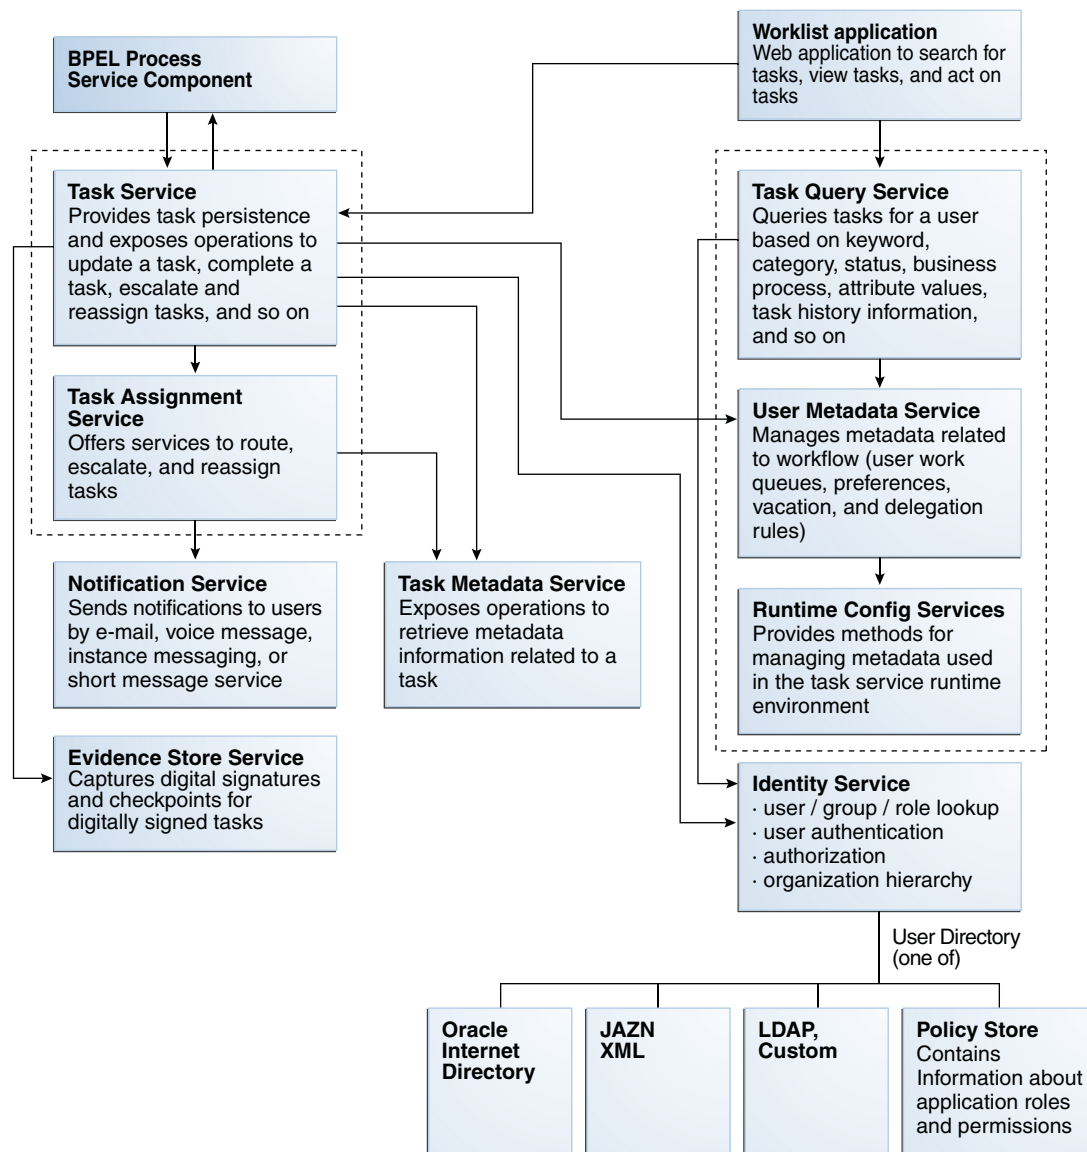 BPEL Process
Service Component
Worklist application
Web application to search for
tasks, view tasks, and act on
tasks
Task Service
Provides task persistence
and exposes operations to
update a task, complete a
task, escalate and
reassign tasks, and so on
Task Query Service
Queries tasks for a user
based on keyword,
category, status, business
process, attribute values,
task history information,
and so on
Task Assignment
Service
Offers services to route,
escalate, and reassign
tasks
User Metadata Service
Manages metadata related
to workflow (user work
queues, preferences,
vacation, and delegation
rules)
Notification Service
Sends notifications to users
by e-mail, voice message,
instance messaging, or
short message service
Task Metadata Service
Exposes operations to
retrieve metadata
information related to a
task
Runtime Config Services
Provides methods for
managing metadata used
in the task service runtime
environment
Evidence Store Service
Captures digital signatures
and checkpoints for
digitally signed tasks
Identity Service
· user / group / role lookup
· user authentication
· authorization
· organization hierarchy
User Directory
(one of)
Oracle
Internet
Directory
JAZN
XML
LDAP,
Custom
Policy Store
Contains
Information about
application roles
and permissions